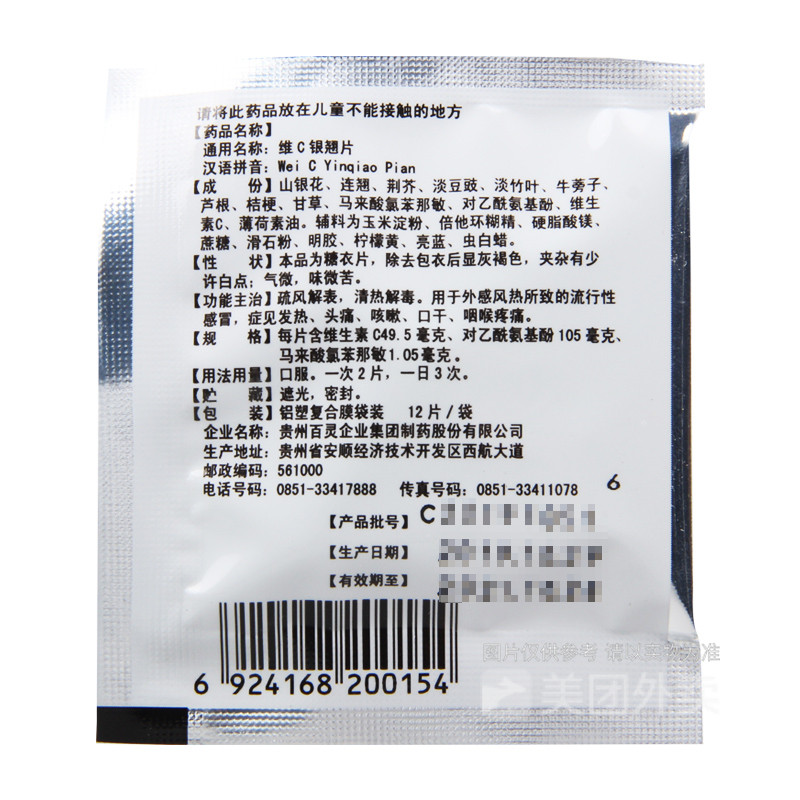 请将此药品放在儿童不能接触的地方
【药品名称】
通用名称：维C银翘片
汉语拼音：Wei C Yinqiao Pian
【成 份】山银花、连翘、荆芥、淡豆豉、淡竹叶、牛蒡子、
芦根、桔梗、甘草、马来酸氯苯那敏、对乙酰氨基酚、维生
素C、薄荷素油。辅料为玉米淀粉、倍他环糊精、硬脂酸镁、
蔗糖、滑石粉、明胶、柠檬黄、亮蓝、虫白蜡。
【性 状】本品为糖衣片，除去包衣后显灰褐色，夹杂有少
许白点；气微，味微苦。
【功能主治】疏风解表，清热解毒。用于外感风热所致的流行性
感冒，症见发热、头痛、咳嗽、口干、咽喉疼痛。
【规 格】每片含维生素C49.5毫克、对乙酰氨基酚105毫克、
马来酸氯苯那敏1.05毫克。
【用法用量】口服。一次2片，一日3次。
【贮 藏】遮光，密封。
【包 装】铝塑复合膜袋装 12片/袋
企业名称：贵州百灵企业集团制药股份有限公司
生产地址：贵州省安顺经济技术开发区西航大道
邮政编码：561000
电话号码：0851-33417888 传真号码：0851-33411078 6
【产品批号】C
【生产日期】
【有效期至】
图片仅供参考 请以实物为准
6 924168 200154
美团外卖